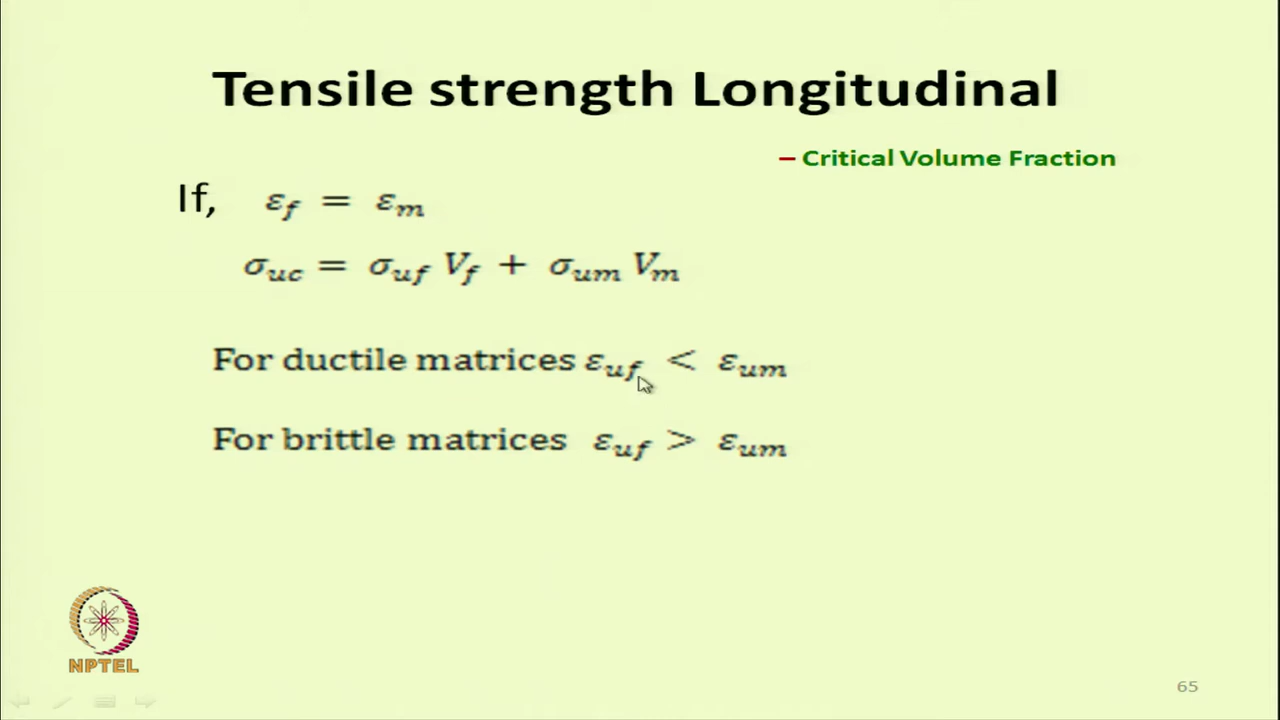 Tensile strength Longitudinal
– Critical Volume Fraction
If, εf = εm
σuc = σuf Vf + σum Vm
For ductile matrices εuf < εum
For brittle matrices εuf > εum
NPTEL
65